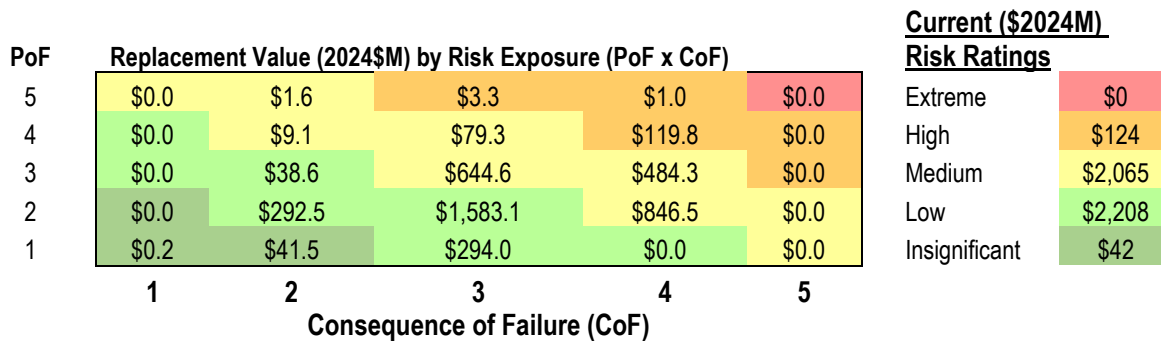 Current ($2024M)
PoF Replacement Value (2024$M) by Risk Exposure (PoF x CoF) Risk Ratings
5 $0.0 $1.6 $3.3 $1.0 $0.0 Extreme $0
4 $0.0 $9.1 $79.3 $119.8 $0.0 High $124
3 $0.0 $38.6 $644.6 $484.3 $0.0 Medium $2,065
2 $0.0 $292.5 $1,583.1 $846.5 $0.0 Low $2,208
1 $0.2 $41.5 $294.0 $0.0 $0.0 Insignificant $42
1 2 3 4 5
Consequence of Failure (CoF)